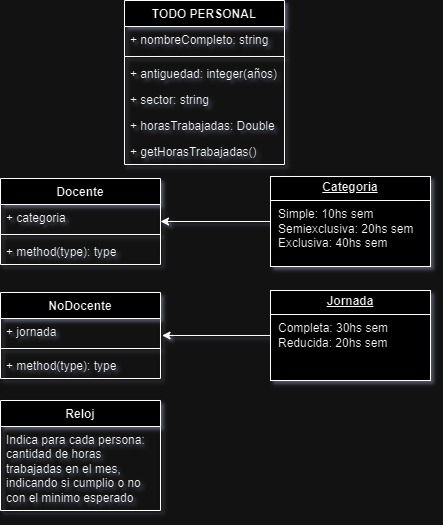 TODO PERSONAL
+ nombreCompleto: string
+ antiguedad: integer(años)
+ sector: string
+ horasTrabajadas: Double
+ getHorasTrabajadas()
Docente
+ categoria
+ method(type): type
Categoria
Simple: 10hs sem
Semiexclusiva: 20hs sem
Exclusiva: 40hs sem
NoDocente
+ jornada
+ method(type): type
Jornada
Completa: 30hs sem
Reducida: 20hs sem
Reloj
Indica para cada persona:
cantidad de horas
trabajadas en el mes,
indicando si cumplio o no
con el minimo esperado